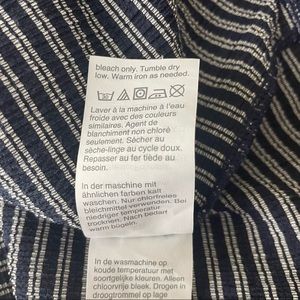 bleach only. Tumble dry
low. Warm iron as needed.
Laver à la machine à l'eau
froide avec des couleurs
similaires. Agent de
blanchiment non chloré
seulement. Sécher au
sèche-linge au cycle doux.
Repasser au fer tiède au
besoin.
In der maschine mit
ähnlichen farben kalt
waschen. Nur chlorfreies
bleichmittel verwenden. Bei
niedriger temperatur
trocknen. Nach bedarf
warm bügeln.
In de wasmachine op
koude temperatuur met
soortgelijke kleuren. Alleen
chloorvrije bleek. Drogen in
droogtrommel op lage